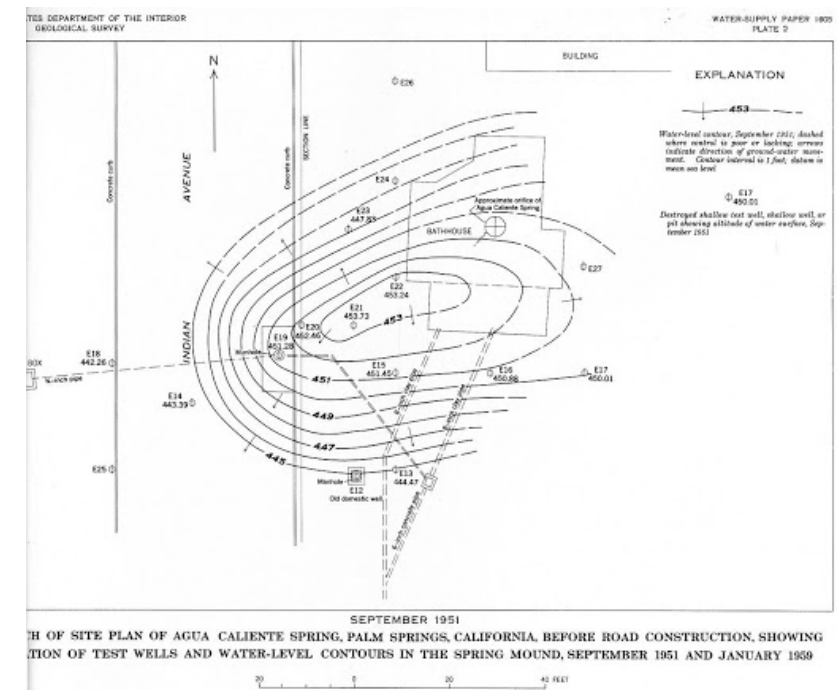 TES DEPARTMENT OF THE INTERIOR
GEOLOGICAL SURVEY
WATER-SUPPLY PAPER 1605
PLATE 2
BUILDING
EXPLANATION
453
Water-level contour, September 1951; dashed
where control is poor or lacking; arrows
indicate direction of ground-water move-
ment. Contour interval is 1 foot; datum is
mean sea level
E17
450.01
Destroyed shallow test well, shallow well, or
pit showing altitude of water surface, Sep-
tember 1951
N
AVENUE
INDIAN
Concrete curb
Concrete curb
SECTION LINE
E26
E24
E23
447.83
Approximate orifice of
Agua Caliente Spring
BATHHOUSE
E27
E22
453.24
E21
453.73
453
E20
452.46
E19
451.28
Manhole
E18
442.26
BOX
E15
451.45
E16
450.88
E17
450.01
451
E14
443.39
449
447
445
E25
Manhole
E12
Old domestic well
E13
444.47
SEPTEMBER 1951
H OF SITE PLAN OF AGUA CALIENTE SPRING, PALM SPRINGS, CALIFORNIA, BEFORE ROAD CONSTRUCTION, SHOWING
TION OF TEST WELLS AND WATER-LEVEL CONTOURS IN THE SPRING MOUND, SEPTEMBER 1951 AND JANUARY 1959
20 0 20 40 FEET